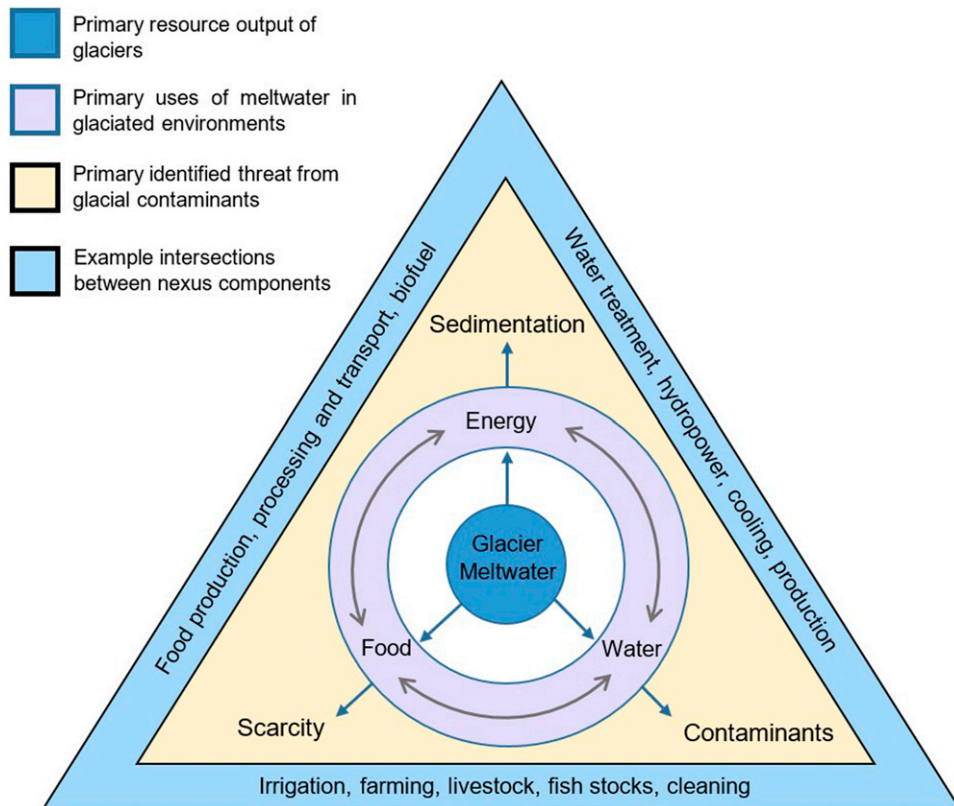 Primary resource output of
glaciers
Primary uses of meltwater in
glaciated environments
Primary identified threat from
glacial contaminants
Example intersections
between nexus components
Food production, processing and transport, biofuel
Water treatment, hydropower, cooling, production
Sedimentation
Energy
Glacier
Meltwater
Food
Water
Scarcity
Contaminants
Irrigation, farming, livestock, fish stocks, cleaning